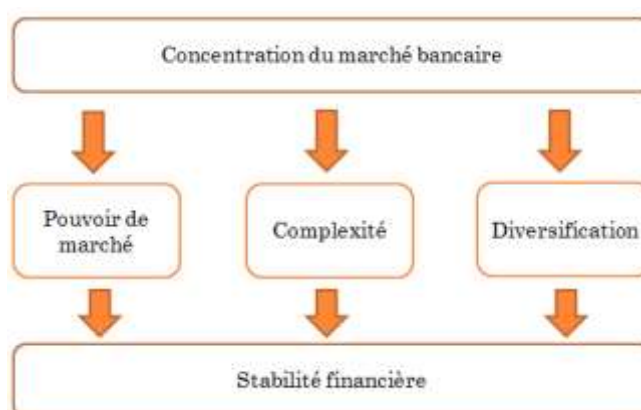 Concentration du marché bancaire
Pouvoir de
marché
Complexité
Diversification
Stabilité financière